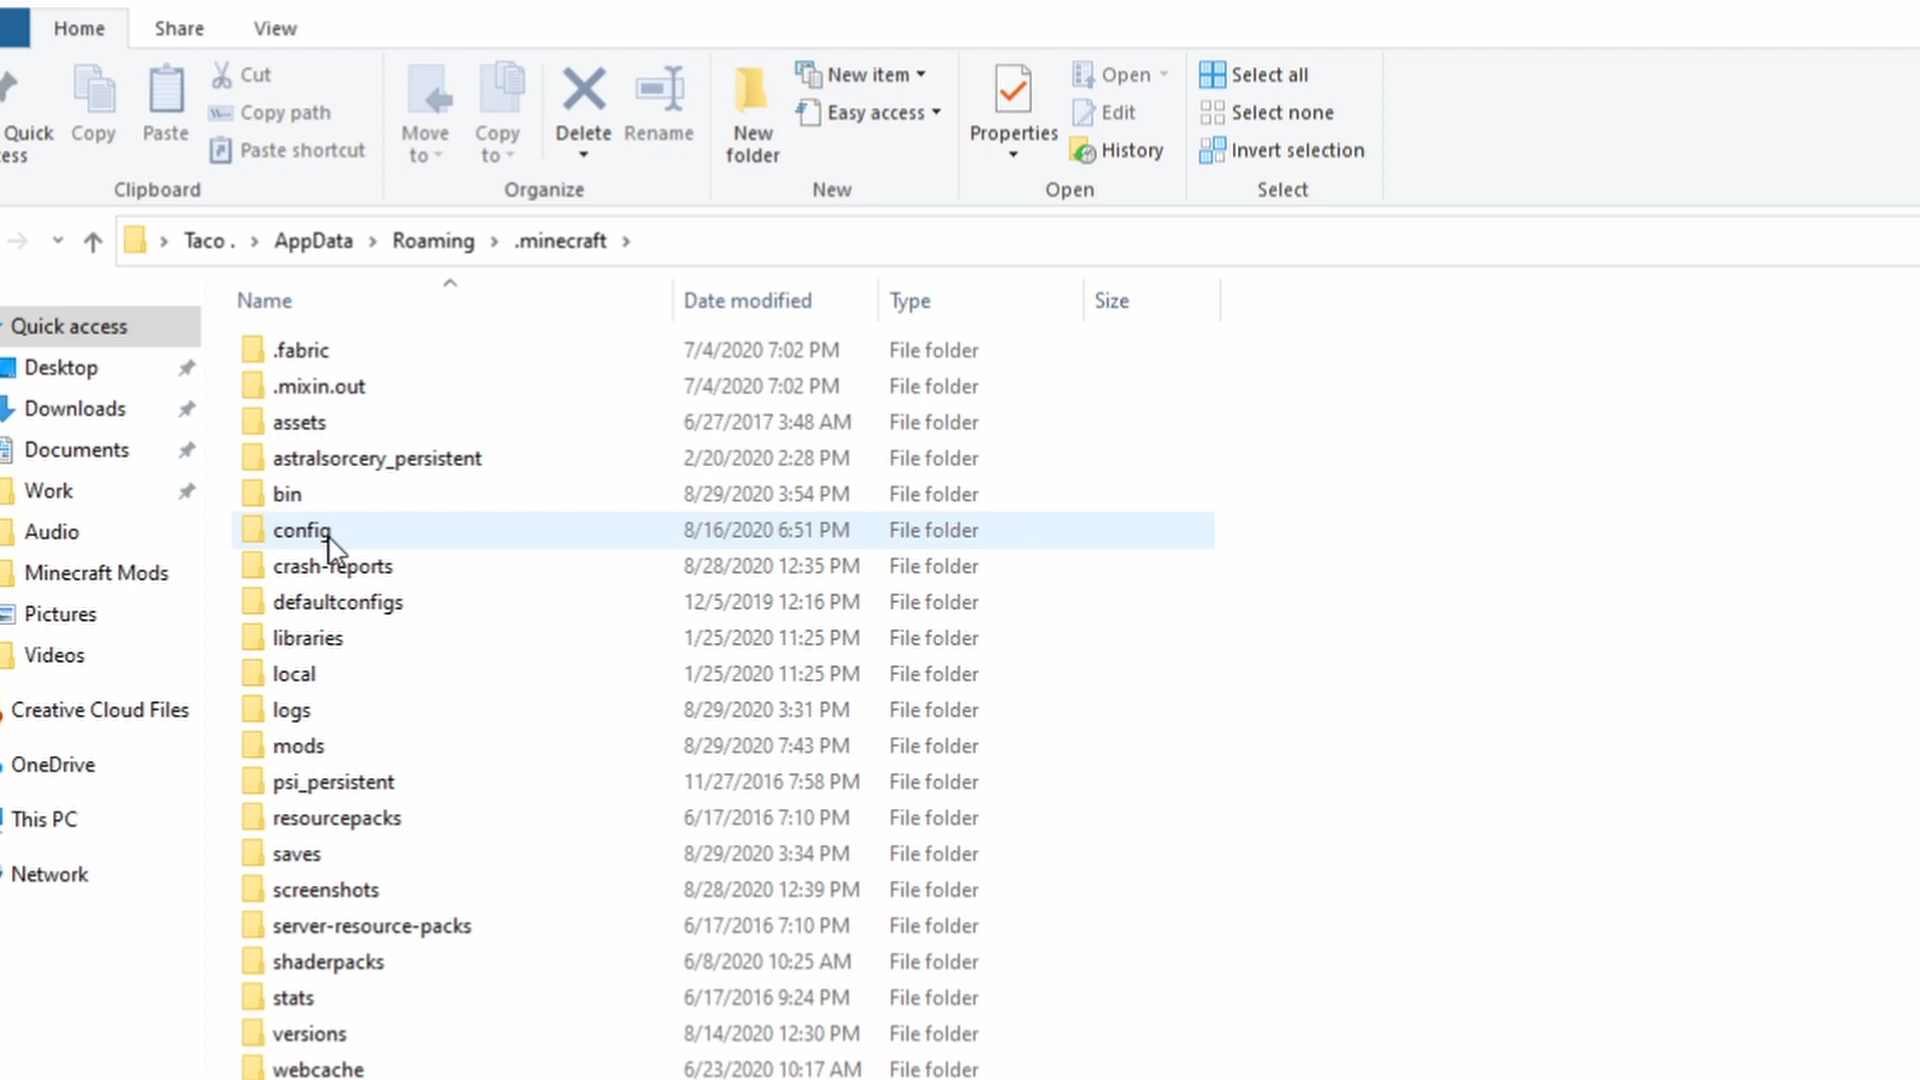 Home Share View
Quick
ess
Copy
Paste
Cut
Copy path
Paste shortcut
Clipboard
Move
to
Copy
to
Delete
Rename
Organize
New
folder
New item
Easy access
New
Properties
Open
Edit
History
Open
Select all
Select none
Invert selection
Select
Taco . > AppData > Roaming > .minecraft >
Quick access
Desktop
Downloads
Documents
Work
Audio
Minecraft Mods
Pictures
Videos
Creative Cloud Files
OneDrive
This PC
Network
Name Date modified Type Size
.fabric 7/4/2020 7:02 PM File folder
.mixin.out 7/4/2020 7:02 PM File folder
assets 6/27/2017 3:48 AM File folder
astralsorcery_persistent 2/20/2020 2:28 PM File folder
bin 8/29/2020 3:54 PM File folder
config 8/16/2020 6:51 PM File folder
crash-reports 8/28/2020 12:35 PM File folder
defaultconfigs 12/5/2019 12:16 PM File folder
libraries 1/25/2020 11:25 PM File folder
local 1/25/2020 11:25 PM File folder
logs 8/29/2020 3:31 PM File folder
mods 8/29/2020 7:43 PM File folder
psi_persistent 11/27/2016 7:58 PM File folder
resourcepacks 6/17/2016 7:10 PM File folder
saves 8/29/2020 3:34 PM File folder
screenshots 8/28/2020 12:39 PM File folder
server-resource-packs 6/17/2016 7:10 PM File folder
shaderpacks 6/8/2020 10:25 AM File folder
stats 6/17/2016 9:24 PM File folder
versions 8/14/2020 12:30 PM File folder
webcache 6/23/2020 10:17 AM File folder